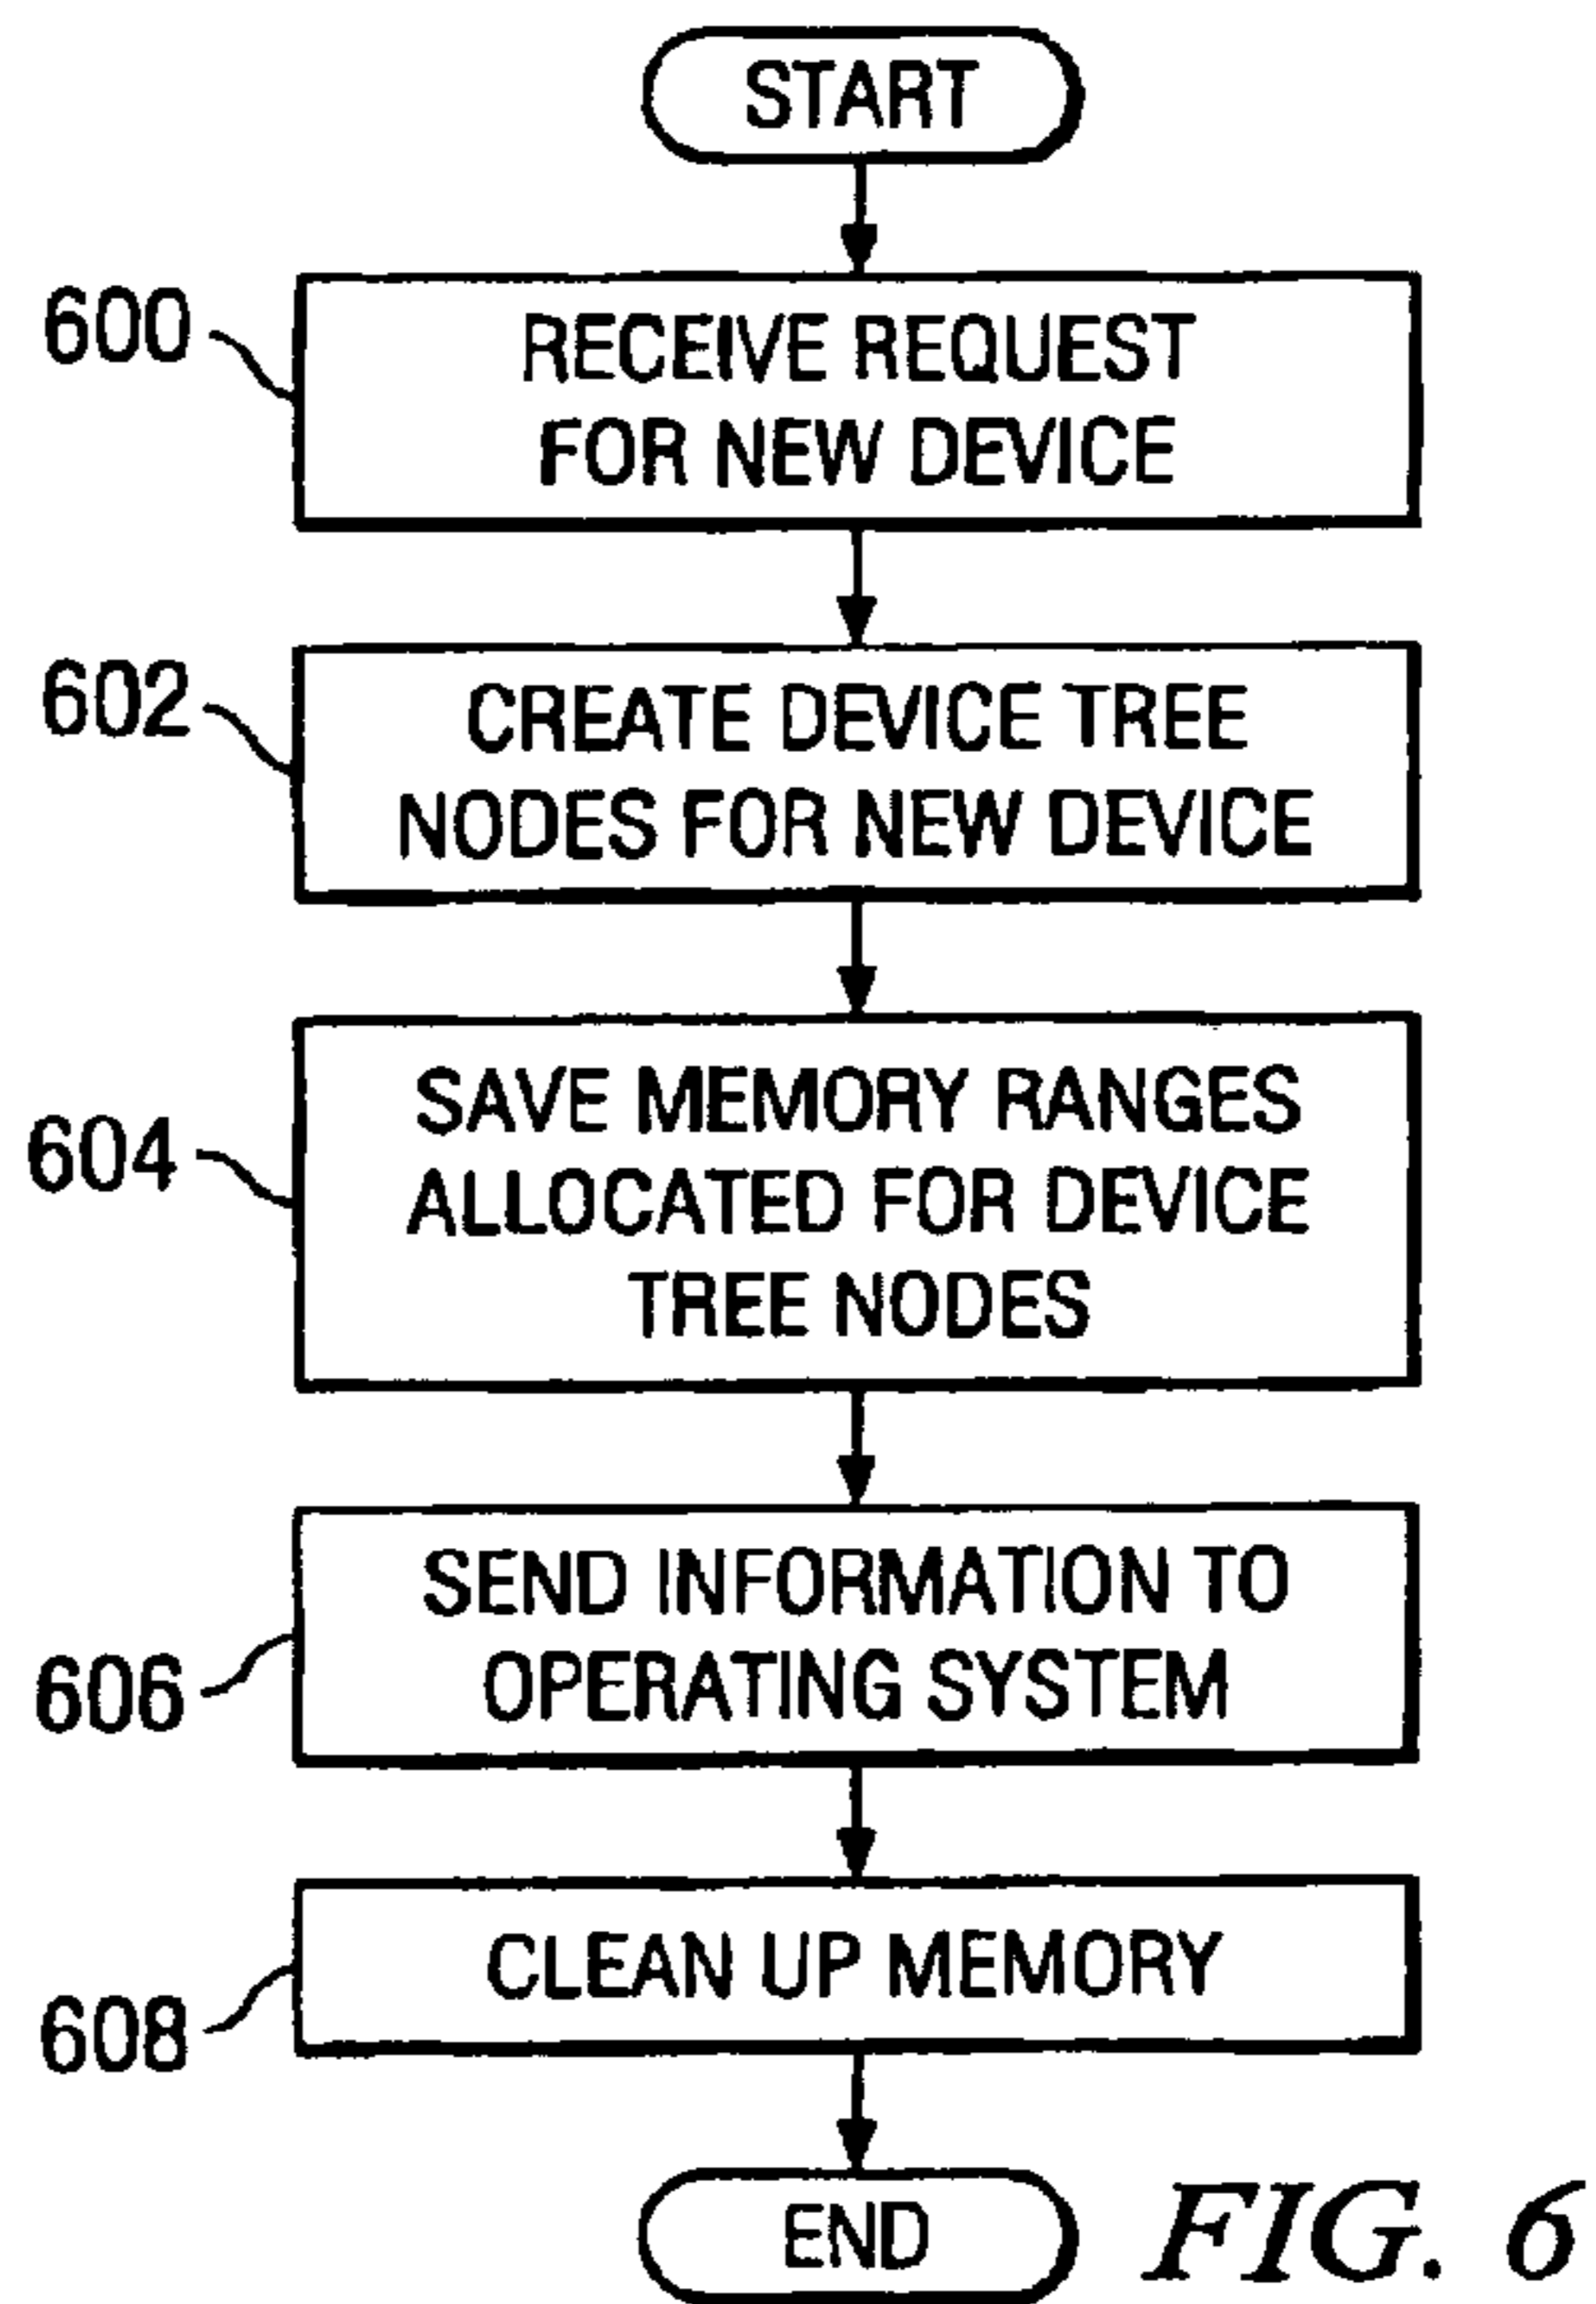 START
600
RECEIVE REQUEST
FOR NEW DEVICE
602
CREATE DEVICE TREE
NODES FOR NEW DEVICE
604
SAVE MEMORY RANGES
ALLOCATED FOR DEVICE
TREE NODES
606
SEND INFORMATION TO
OPERATING SYSTEM
608
CLEAN UP MEMORY
END
FIG. 6